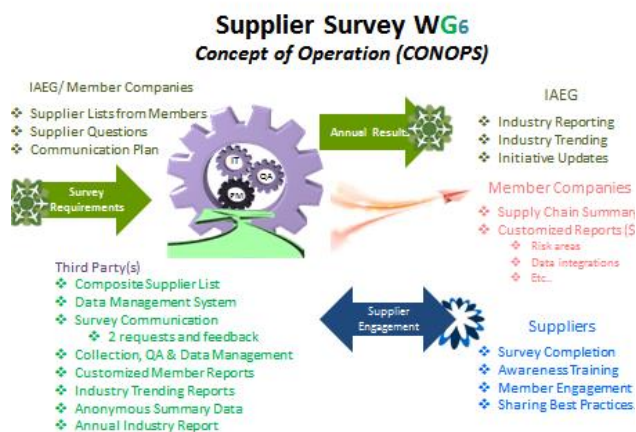 Supplier Survey WG6
Concept of Operation (CONOPS)
IAEG/ Member Companies
Supplier Lists from Members
Supplier Questions
Communication Plan
Survey
Requirements
IT
QA
PM
Annual Results
IAEG
Industry Reporting
Industry Trending
Initiative Updates
Member Companies
Supply Chain Summary
Customized Reports ($
Risk areas
Data integrations
Etc..
Third Party(s)
Composite Supplier List
Data Management System
Survey Communication
2 requests and feedback
Collection, QA & Data Management
Customized Member Reports
Industry Trending Reports
Anonymous Summary Data
Annual Industry Report
Supplier
Engagement
Suppliers
Survey Completion
Awareness Training
Member Engagement
Sharing Best Practices